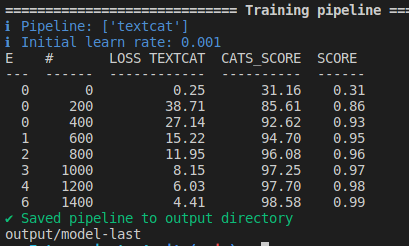 ============================= Training pipeline ===
ℹ Pipeline: ['textcat']
ℹ Initial learn rate: 0.001
E    #       LOSS TEXTCAT  CATS_SCORE  SCORE
---  ------  ------------  ----------  ------
  0       0          0.25       31.16    0.31
  0     200         38.71       85.61    0.86
  0     400         27.14       92.62    0.93
  1     600         15.22       94.70    0.95
  2     800         11.95       96.08    0.96
  3    1000          8.15       97.25    0.97
  4    1200          6.03       97.70    0.98
  6    1400          4.41       98.58    0.99
✔ Saved pipeline to output directory
output/model-last